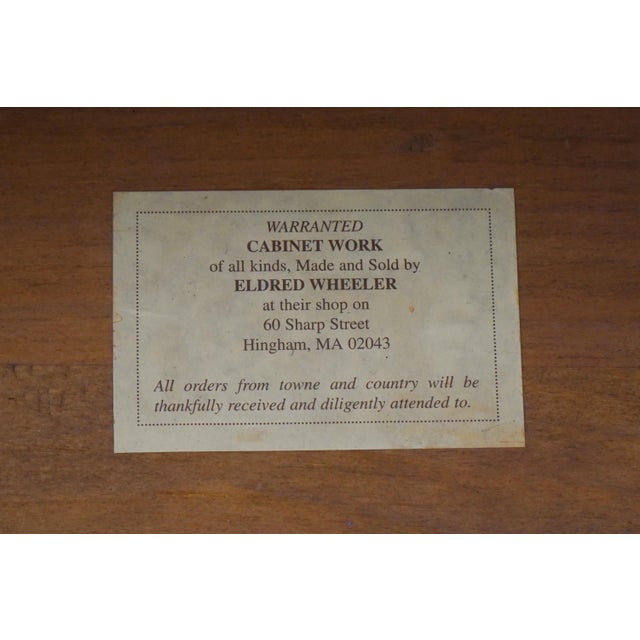 WARRANTED
CABINET WORK
of all kinds, Made and Sold by
ELDRED WHEELER
at their shop on
60 Sharp Street
Hingham, MA 02043
All orders from towne and country will be
thankfully received and diligently attended to.